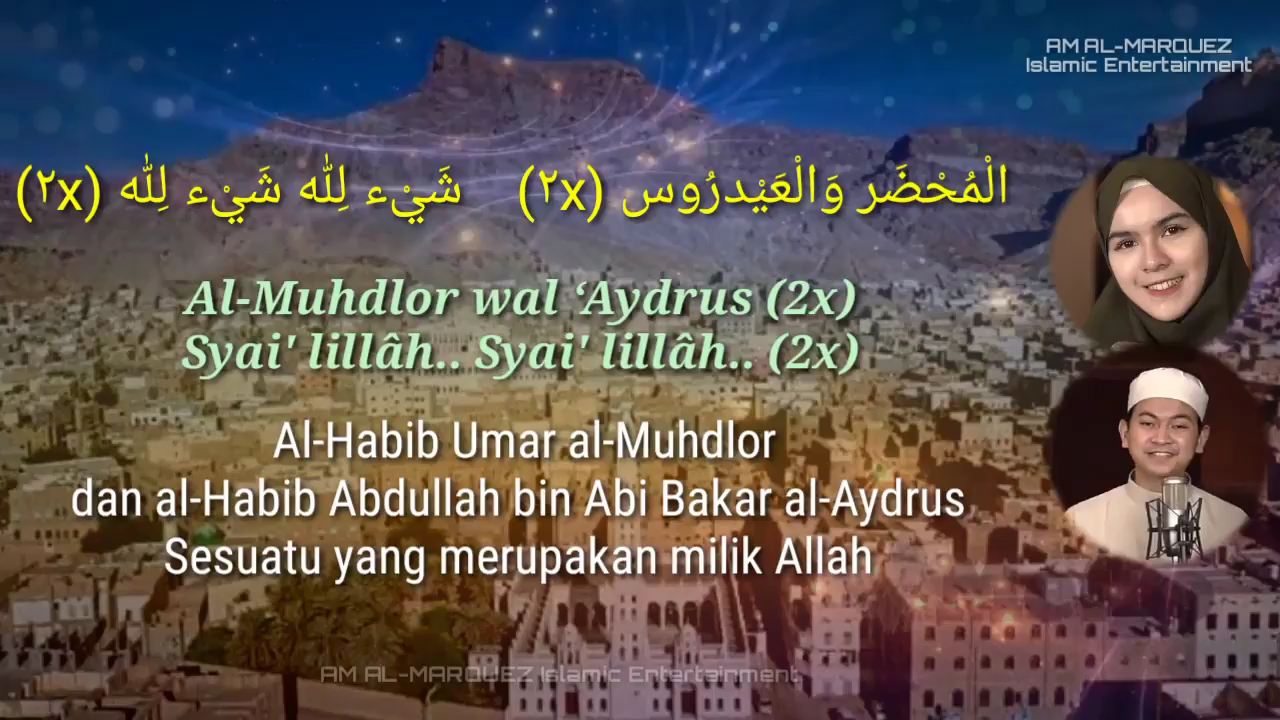 AM AL-MARQUEZ
Islamic Entertainment
الْمُحْضَر وَالْعَيْدرُوس (٢x) شَيْء لِلّٰه شَيْء لِلّٰه (٢x)
Al-Muhdlor wal ‘Aydrus (2x)
Syai' lillâh.. Syai' lillâh.. (2x)
Al-Habib Umar al-Muhdlor
dan al-Habib Abdullah bin Abi Bakar al-Aydrus
Sesuatu yang merupakan milik Allah
AM AL-MARQUEZ Islamic Entertainment